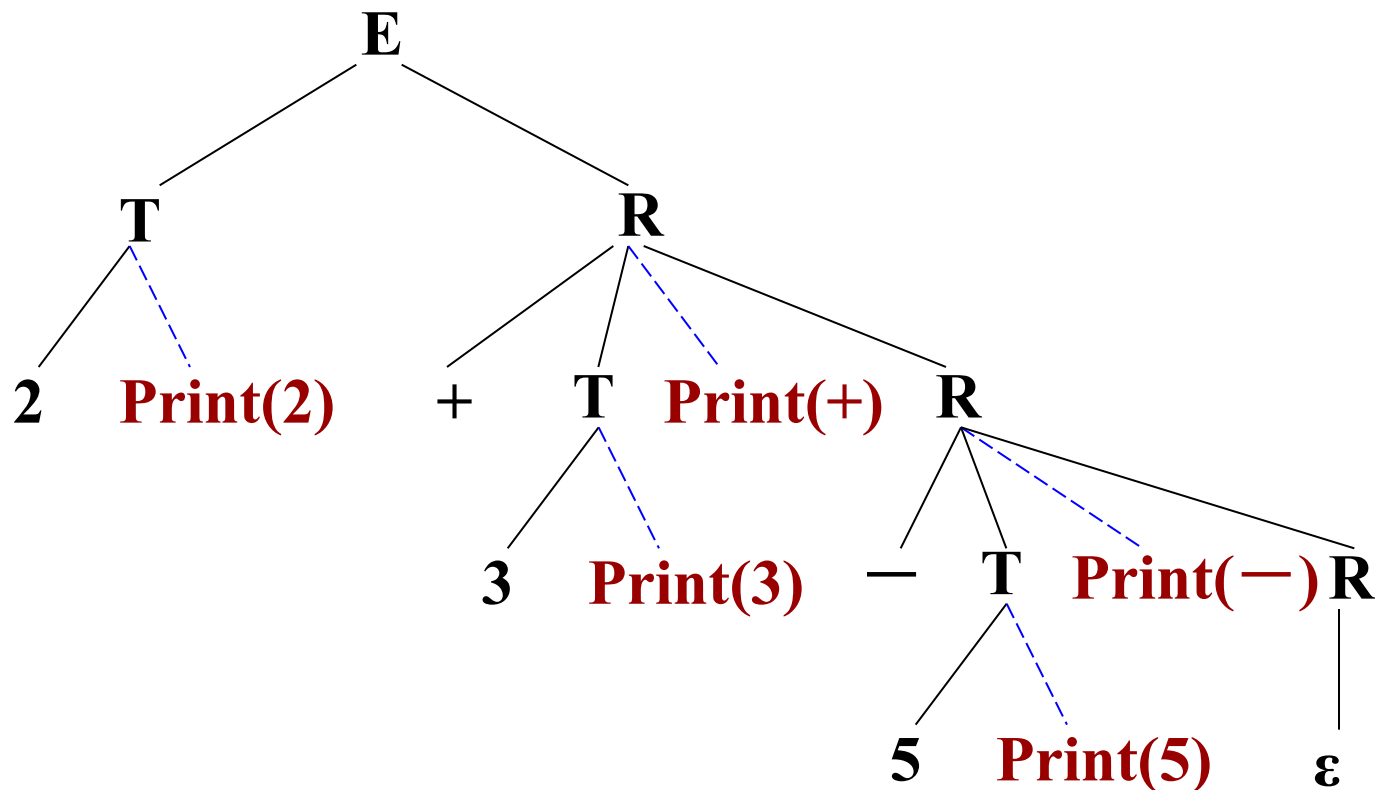 E
T R
2 Print(2) + T Print(+) R
3 Print(3) — T Print(—) R
5 Print(5) ε